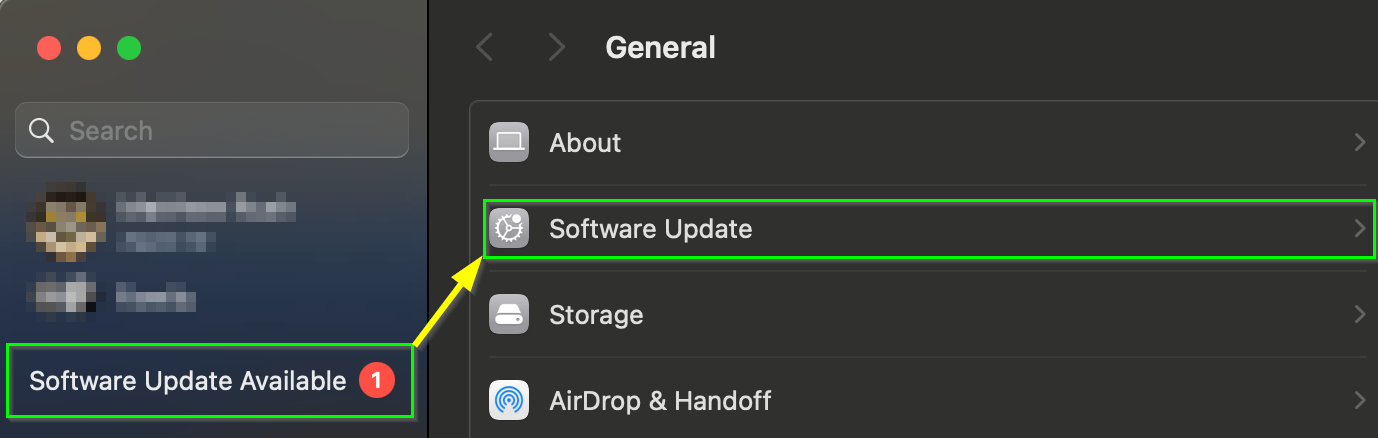 Search
Software Update Available 1
General
About
Software Update
Storage
AirDrop & Handoff